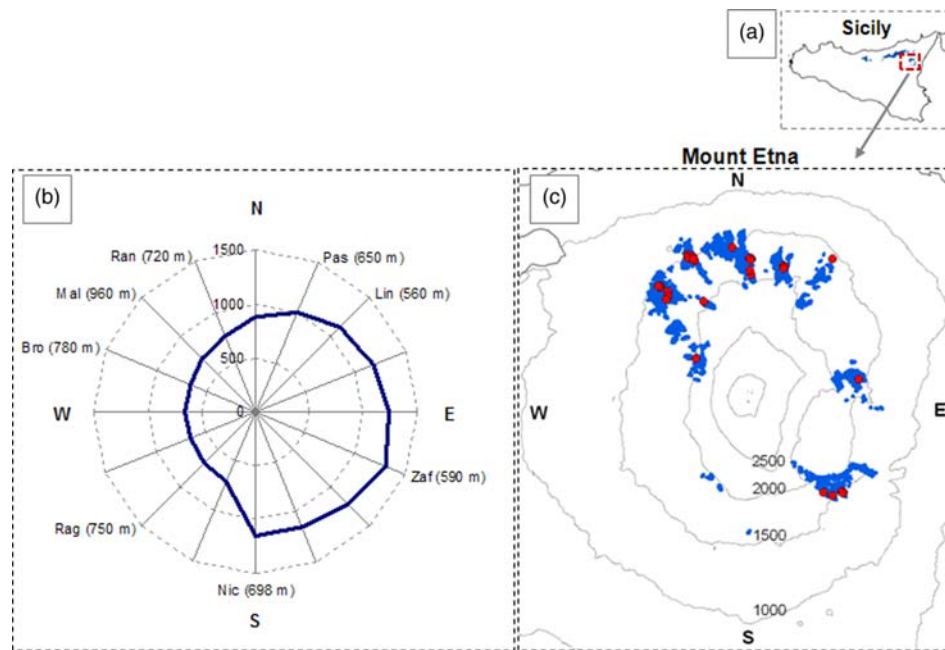 (a)
Sicily
Mount Etna
(b)
N
1500
1000
500
0
Ran (720 m)
Pas (650 m)
Mal (960 m)
Lin (560 m)
Bro (780 m)
W
E
Zaf (590 m)
Rag (750 m)
Nic (698 m)
S
(c)
N
W
E
2500
2000
1500
1000
S